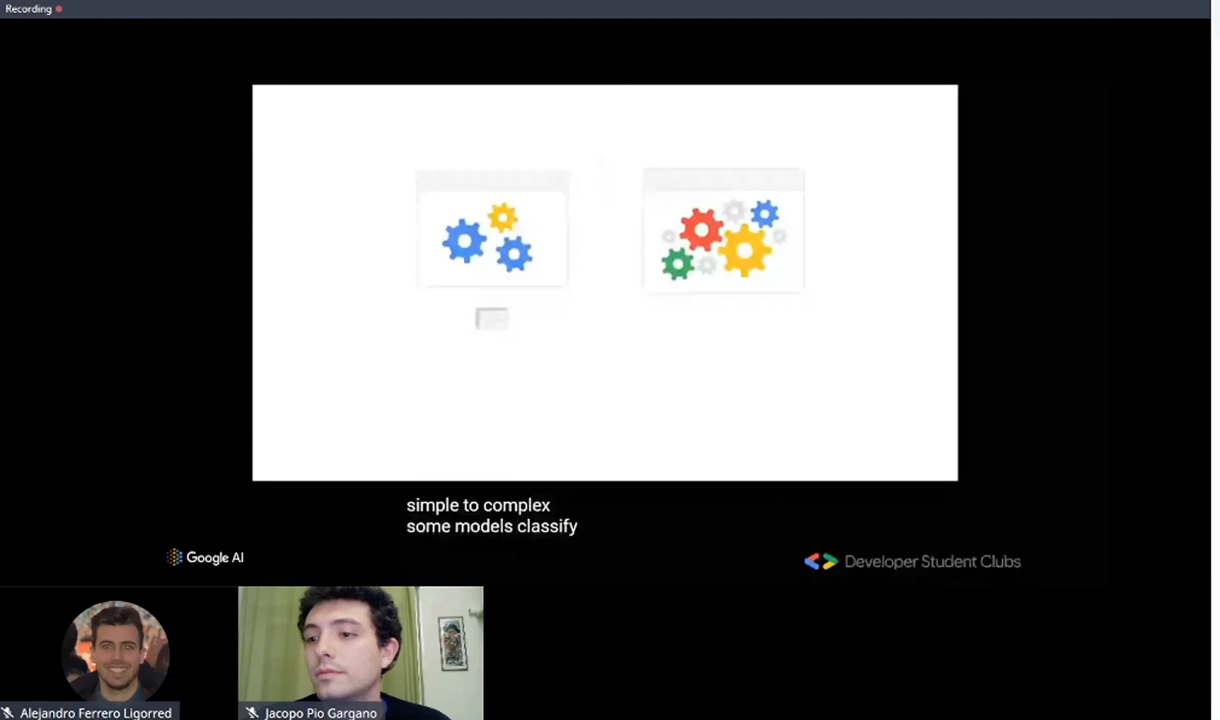 Recording
simple to complex
some models classify
Google AI
Developer Student Clubs
Alejandro Ferrero Ligorred
Jacopo Pio Gargano